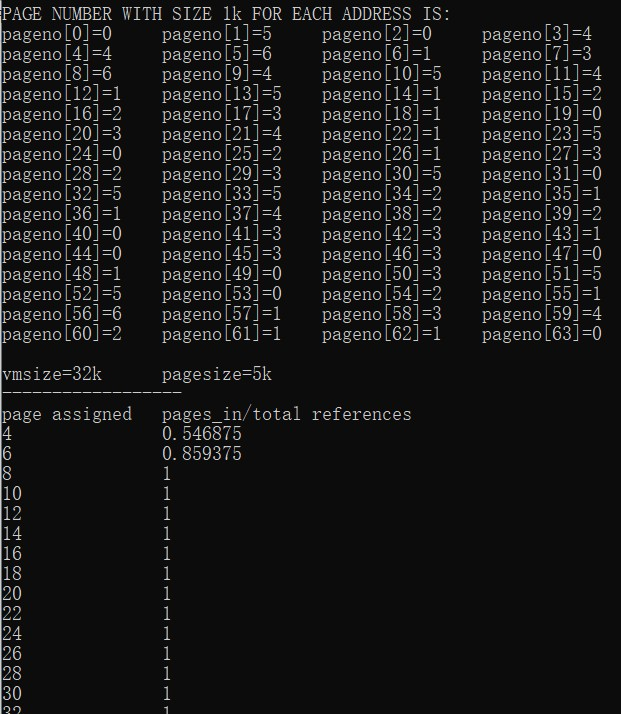 PAGE NUMBER WITH SIZE 1k FOR EACH ADDRESS IS:
pageno[0]=0 pageno[1]=5 pageno[2]=0 pageno[3]=4
pageno[4]=4 pageno[5]=6 pageno[6]=1 pageno[7]=3
pageno[8]=6 pageno[9]=4 pageno[10]=5 pageno[11]=4
pageno[12]=1 pageno[13]=5 pageno[14]=1 pageno[15]=2
pageno[16]=2 pageno[17]=3 pageno[18]=1 pageno[19]=0
pageno[20]=3 pageno[21]=4 pageno[22]=1 pageno[23]=5
pageno[24]=0 pageno[25]=2 pageno[26]=1 pageno[27]=3
pageno[28]=2 pageno[29]=3 pageno[30]=5 pageno[31]=0
pageno[32]=5 pageno[33]=5 pageno[34]=2 pageno[35]=1
pageno[36]=1 pageno[37]=4 pageno[38]=2 pageno[39]=2
pageno[40]=0 pageno[41]=3 pageno[42]=3 pageno[43]=1
pageno[44]=0 pageno[45]=3 pageno[46]=3 pageno[47]=0
pageno[48]=1 pageno[49]=0 pageno[50]=3 pageno[51]=5
pageno[52]=5 pageno[53]=0 pageno[54]=2 pageno[55]=1
pageno[56]=6 pageno[57]=1 pageno[58]=3 pageno[59]=4
pageno[60]=2 pageno[61]=1 pageno[62]=1 pageno[63]=0
vmsize=32k pagesize=5k
------------------
page assigned pages_in/total references
4 0.546875
6 0.859375
8 1
10 1
12 1
14 1
16 1
18 1
20 1
22 1
24 1
26 1
28 1
30 1
32 1